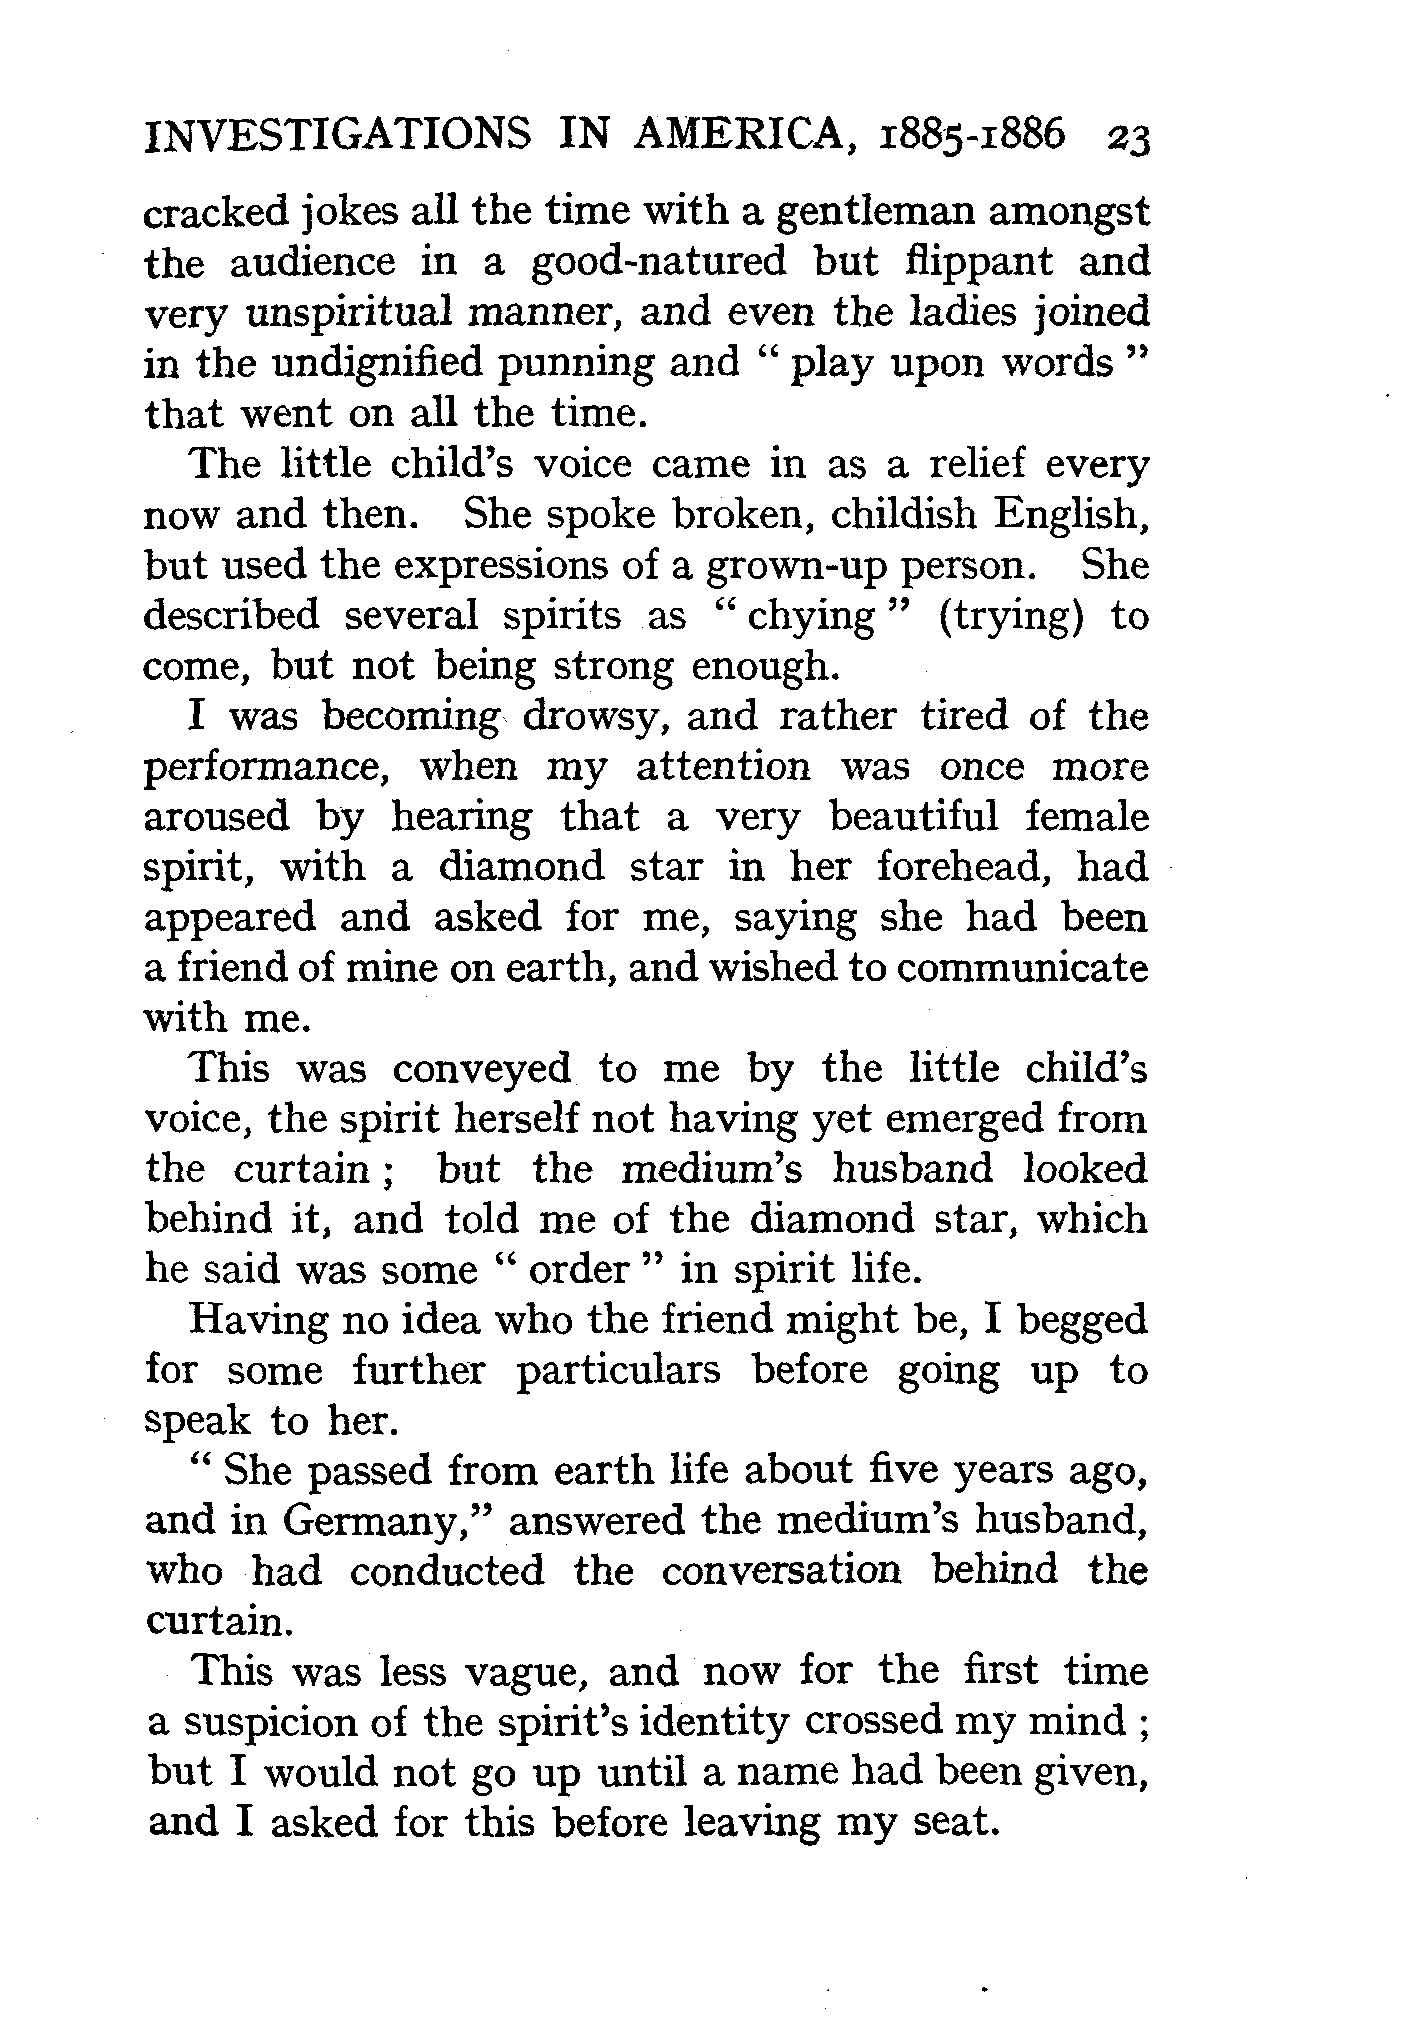 INVESTIGATIONS IN AMERICA, 1885-1886 23
cracked jokes all the time with a gentleman amongst
the audience in a good-natured but flippant and
very unspiritual manner, and even the ladies joined
in the undignified punning and “ play upon words ”
that went on all the time.
The little child’s voice came in as a relief every
now and then. She spoke broken, childish English,
but used the expressions of a grown-up person. She
described several spirits as “ chying ” (trying) to
come, but not being strong enough.
I was becoming drowsy, and rather tired of the
performance, when my attention was once more
aroused by hearing that a very beautiful female
spirit, with a diamond star in her forehead, had
appeared and asked for me, saying she had been
a friend of mine on earth, and wished to communicate
with me.
This was conveyed to me by the little child’s
voice, the spirit herself not having yet emerged from
the curtain ; but the medium’s husband looked
behind it, and told me of the diamond star, which
he said was some “ order ” in spirit life.
Having no idea who the friend might be, I begged
for some further particulars before going up to
speak to her.
“ She passed from earth life about five years ago,
and in Germany,” answered the medium’s husband,
who had conducted the conversation behind the
curtain.
This was less vague, and now for the first time
a suspicion of the spirit’s identity crossed my mind ;
but I would not go up until a name had been given,
and I asked for this before leaving my seat.